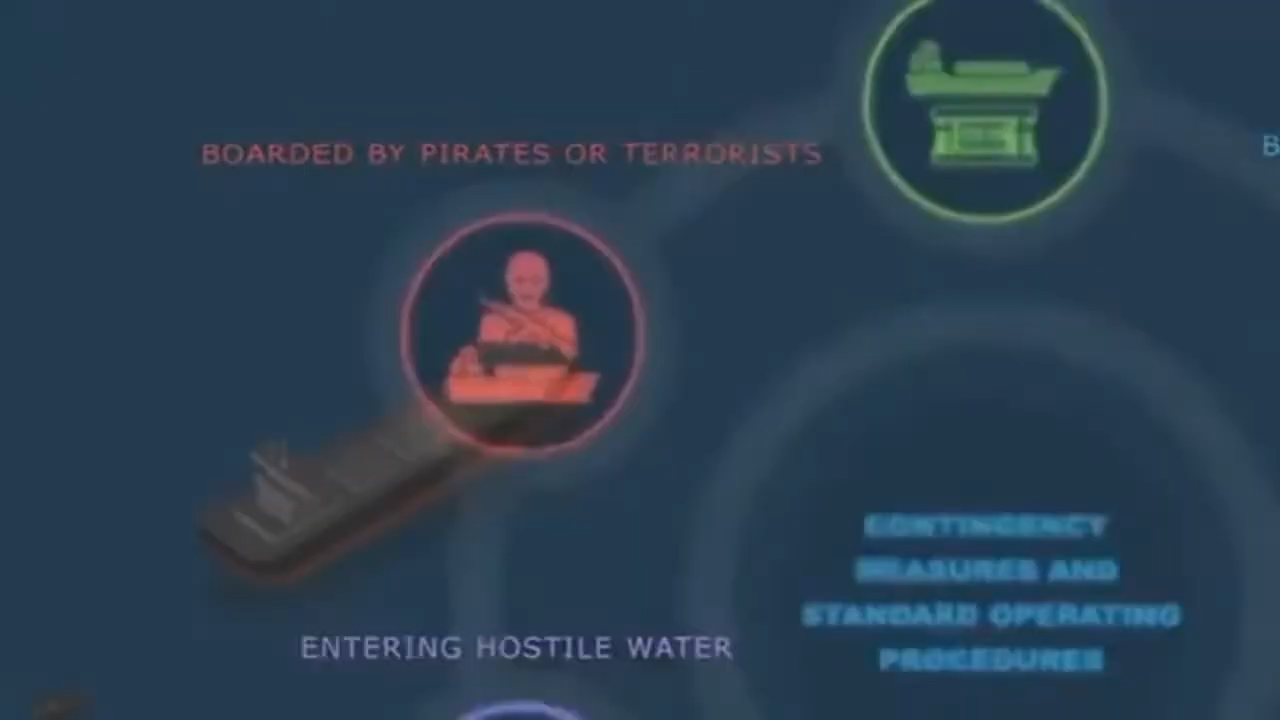 BOARDED BY PIRATES OR TERRORISTS
B
ENTERING HOSTILE WATER
CONTINGENCY
MEASURES AND
STANDARD OPERATING
PROCEDURES